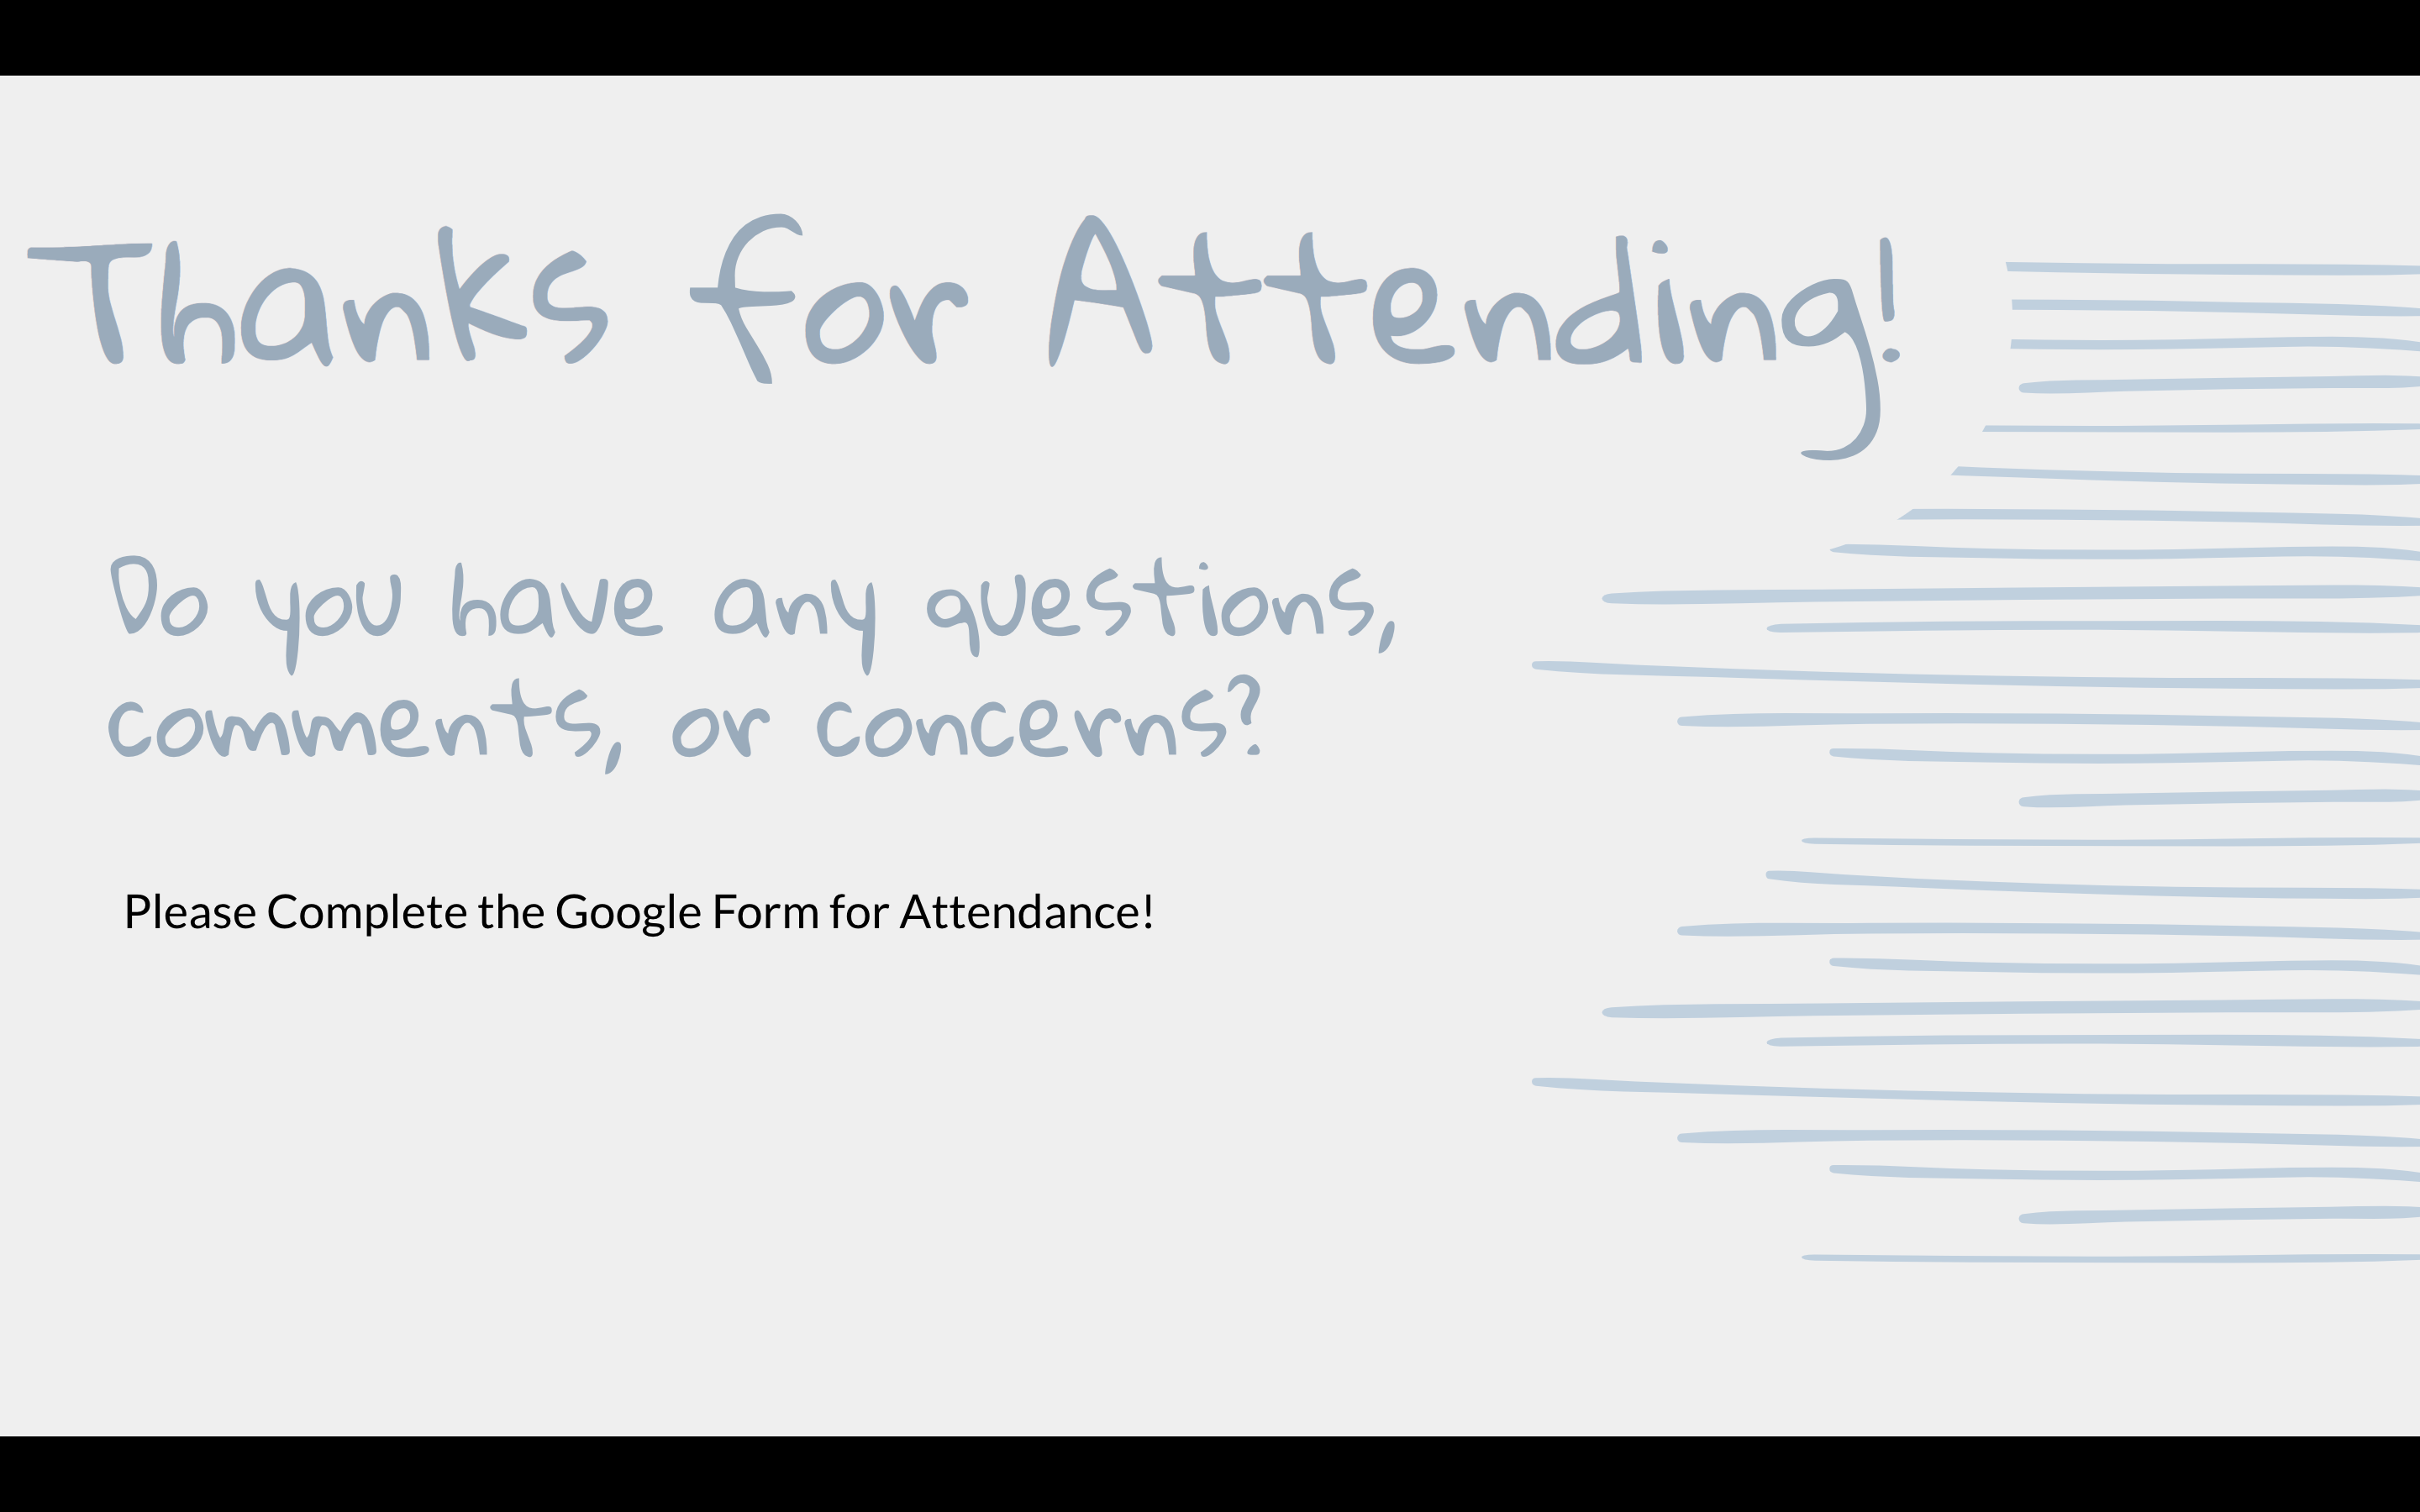 Thanks for Attending!
Do you have any questions,
comments, or concerns?
Please Complete the Google Form for Attendance!